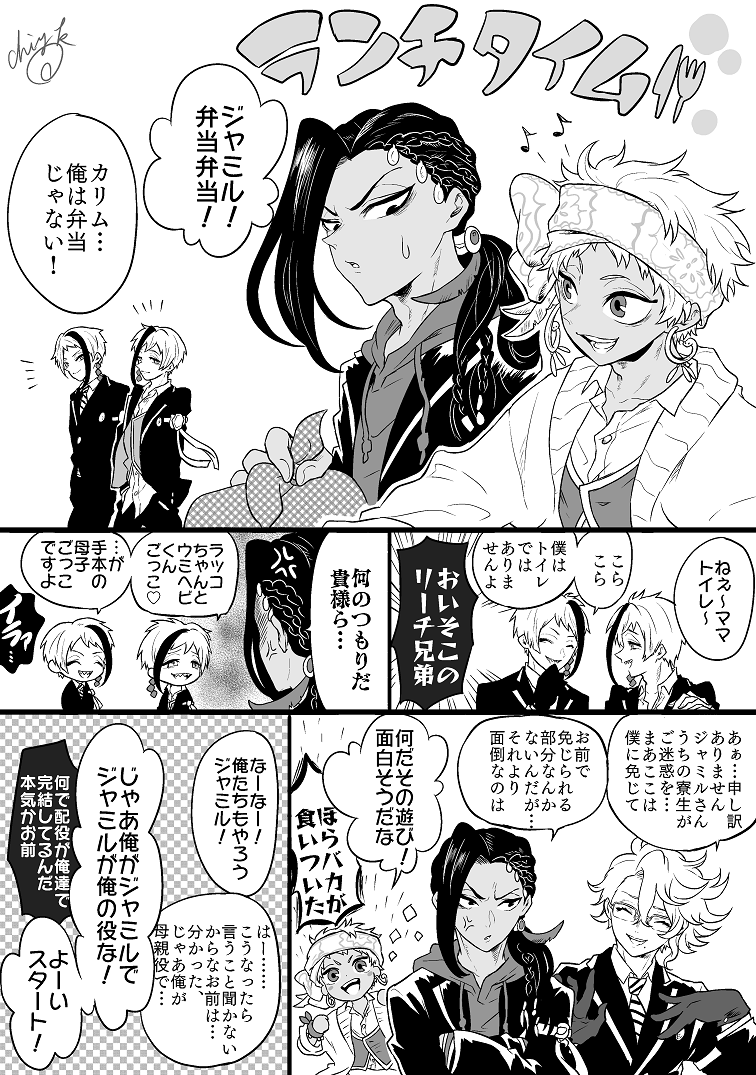 chiyk
ランチタイム
ジャミル!
弁当弁当!
カリム…
俺は弁当
じゃない!
ねぇ〜ママ
トイレ〜
こら
こら
僕は
トイレ
では
ありま
せんよ
おいそこの
リーチ兄弟
何のつもりだ
貴様ら…
ラッコ
ちゃんと
ウミヘビ
くん
ごっこ♡
…が
手本の
母子
ごっこ
ですよ
イラッ…
あぁ…申し訳
ありません
ジャミルさん
うちの寮生が
ご迷惑を…
まあここは
僕に免じて
お前で
免じられる
部分なんか
ないんだが…
それより
面倒なのは
何だその遊び!
面白そうだな
ほらバカが
食いついた
なーなー!
俺たちもやろう
ジャミル!
はー……
こうなったら
言うこと聞かない
からなお前は…
分かった、
じゃあ俺が
母親役で…
じゃあ俺がジャミルで
ジャミルが俺の役な!
何で配役が俺達で
完結してるんだ
本気かお前
よーい
スタート!